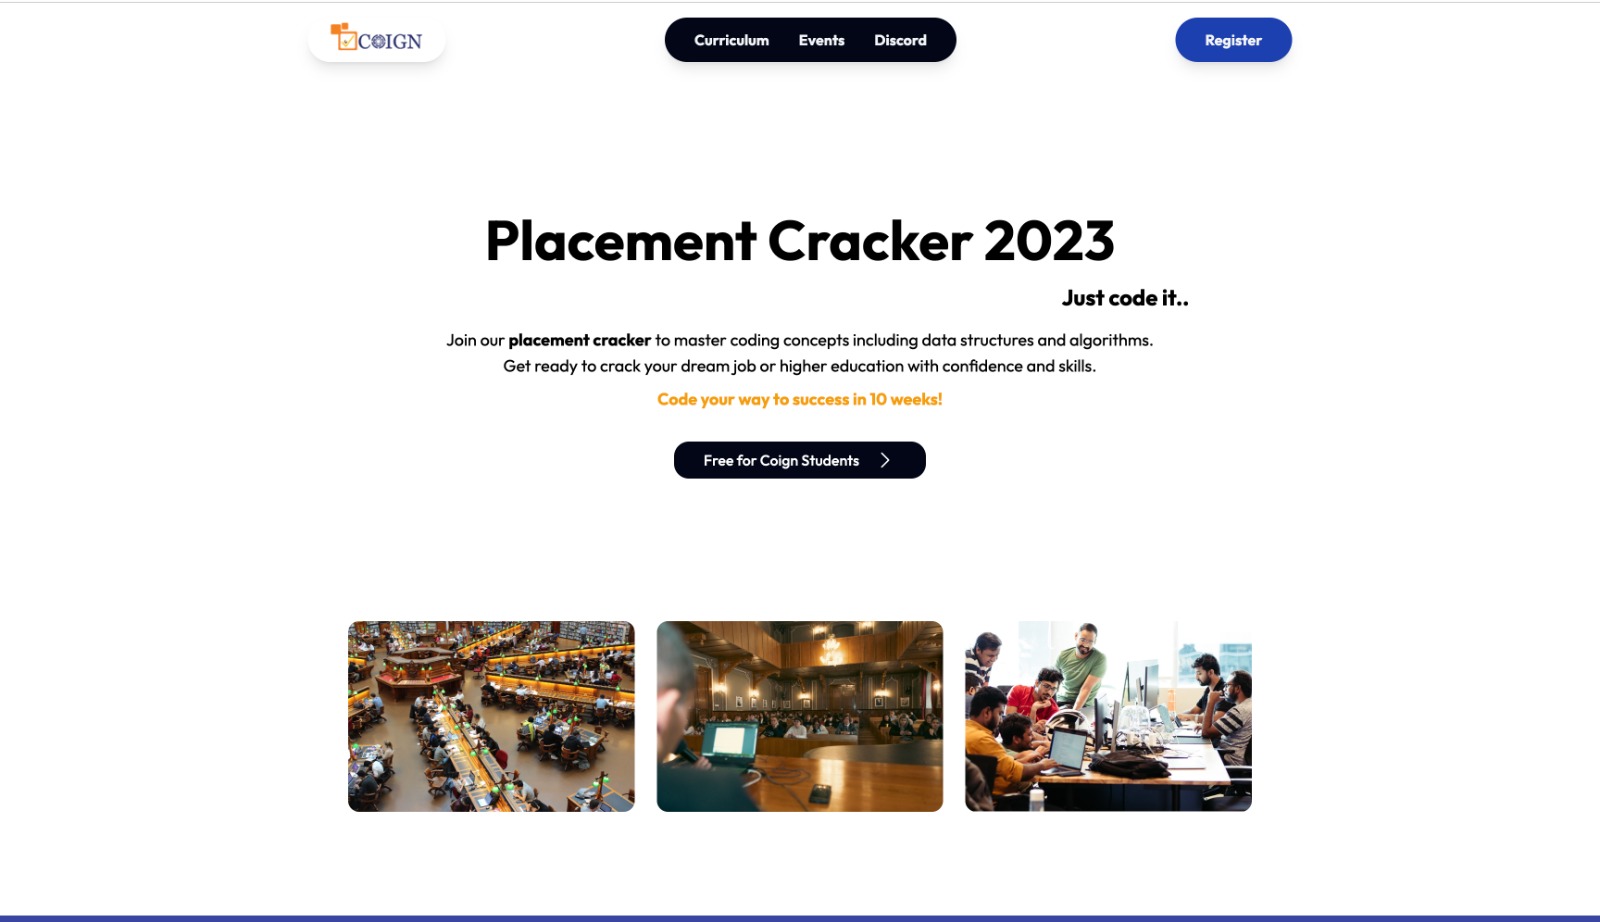 COIGN
Curriculum Events Discord
Register
Placement Cracker 2023
Just code it..
Join our placement cracker to master coding concepts including data structures and algorithms.
Get ready to crack your dream job or higher education with confidence and skills.
Code your way to success in 10 weeks!
Free for Coign Students